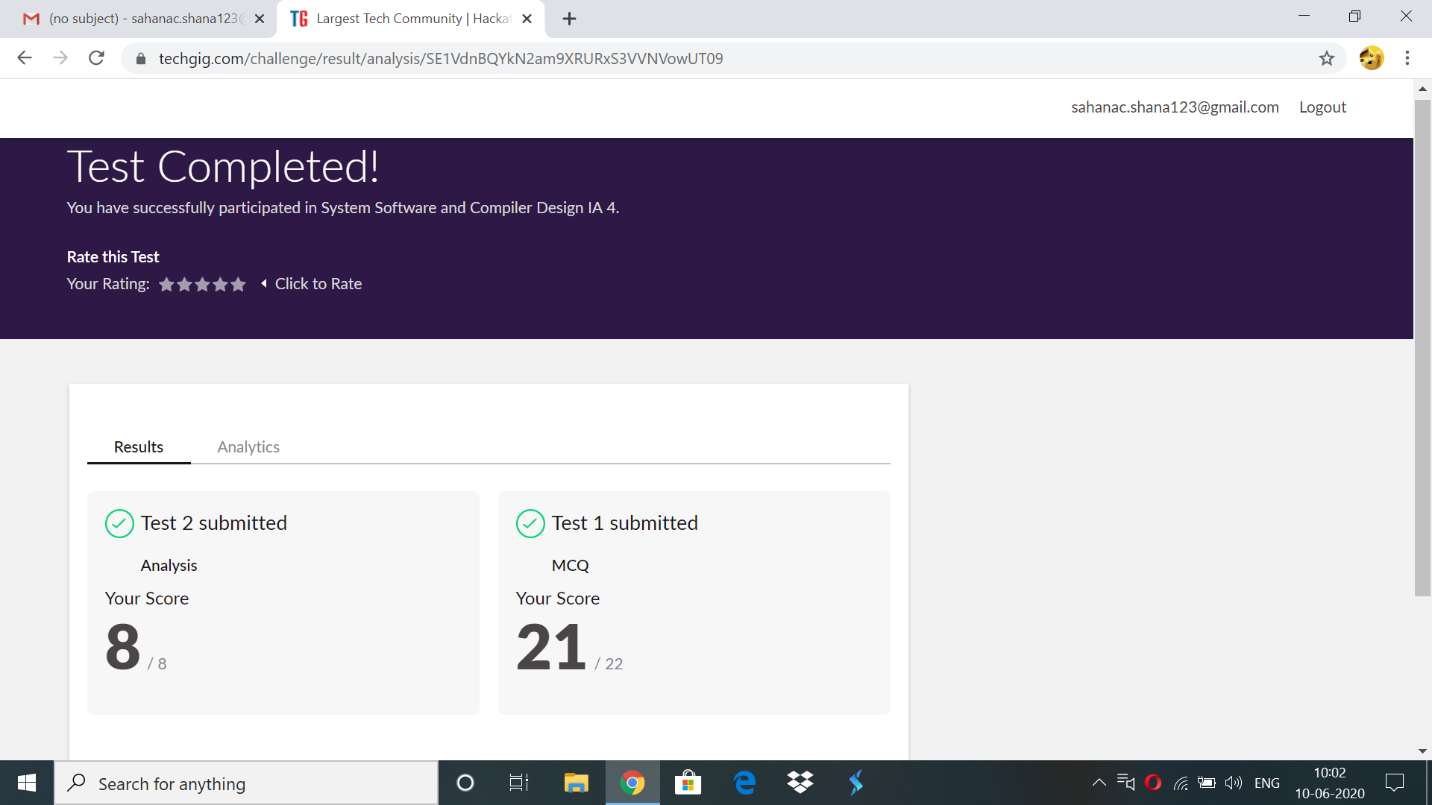 (no subject) - sahanac.shana123@
TG Largest Tech Community | Hackat
techgig.com/challenge/result/analysis/SE1VdnBQYkN2am9XRURxS3VVNVowUT09
sahanac.shana123@gmail.com Logout
Test Completed!
You have successfully participated in System Software and Compiler Design IA 4.
Rate this Test
Your Rating: Click to Rate
Results Analytics
Test 2 submitted
Analysis
Your Score
8 / 8
Test 1 submitted
MCQ
Your Score
21 / 22
Search for anything
ENG
10:02
10-06-2020